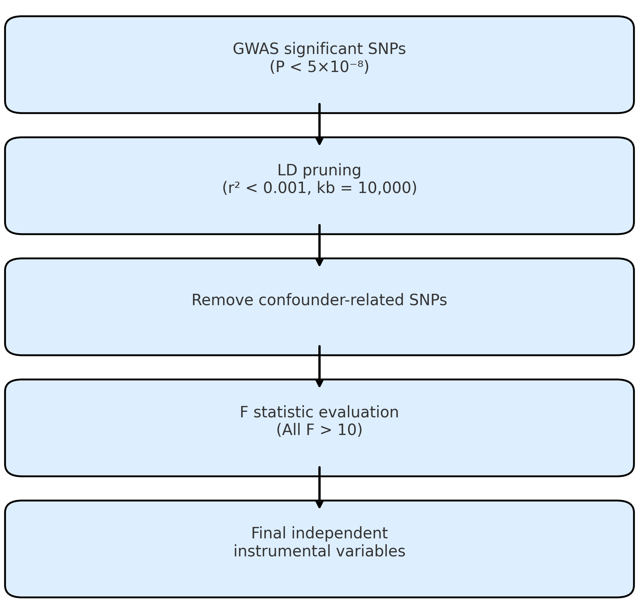 GWAS significant SNPs
(P < 5×10⁻⁸)
LD pruning
(r² < 0.001, kb = 10,000)
Remove confounder-related SNPs
F statistic evaluation
(All F > 10)
Final independent
instrumental variables